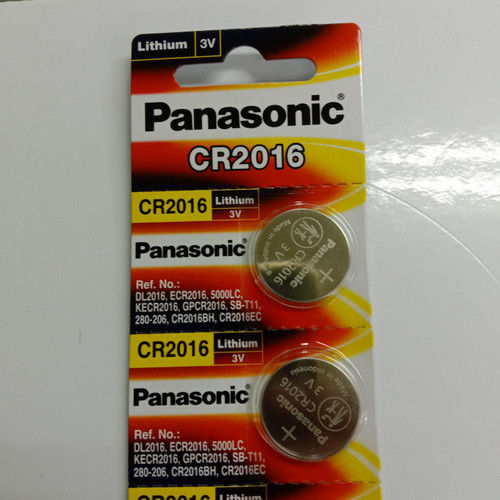 Lithium 3V
Panasonic®
CR2016
CR2016 Lithium
3V
Panasonic
Ref. No.:
DL2016, ECR2016, 5000LC,
KECR2016, GPCR2016, SB-T11,
280-206, CR2016BH, CR2016EC
Made in Indonesia
Panasonic
CR2016
3V
+
CR2016 Lithium
3V
Panasonic
Ref. No.:
DL2016, ECR2016, 5000LC,
KECR2016, GPCR2016, SB-T11,
280-206, CR2016BH, CR2016EC
Made in Indonesia
Panasonic
CR2016
3V
+
CR2016 Lithium